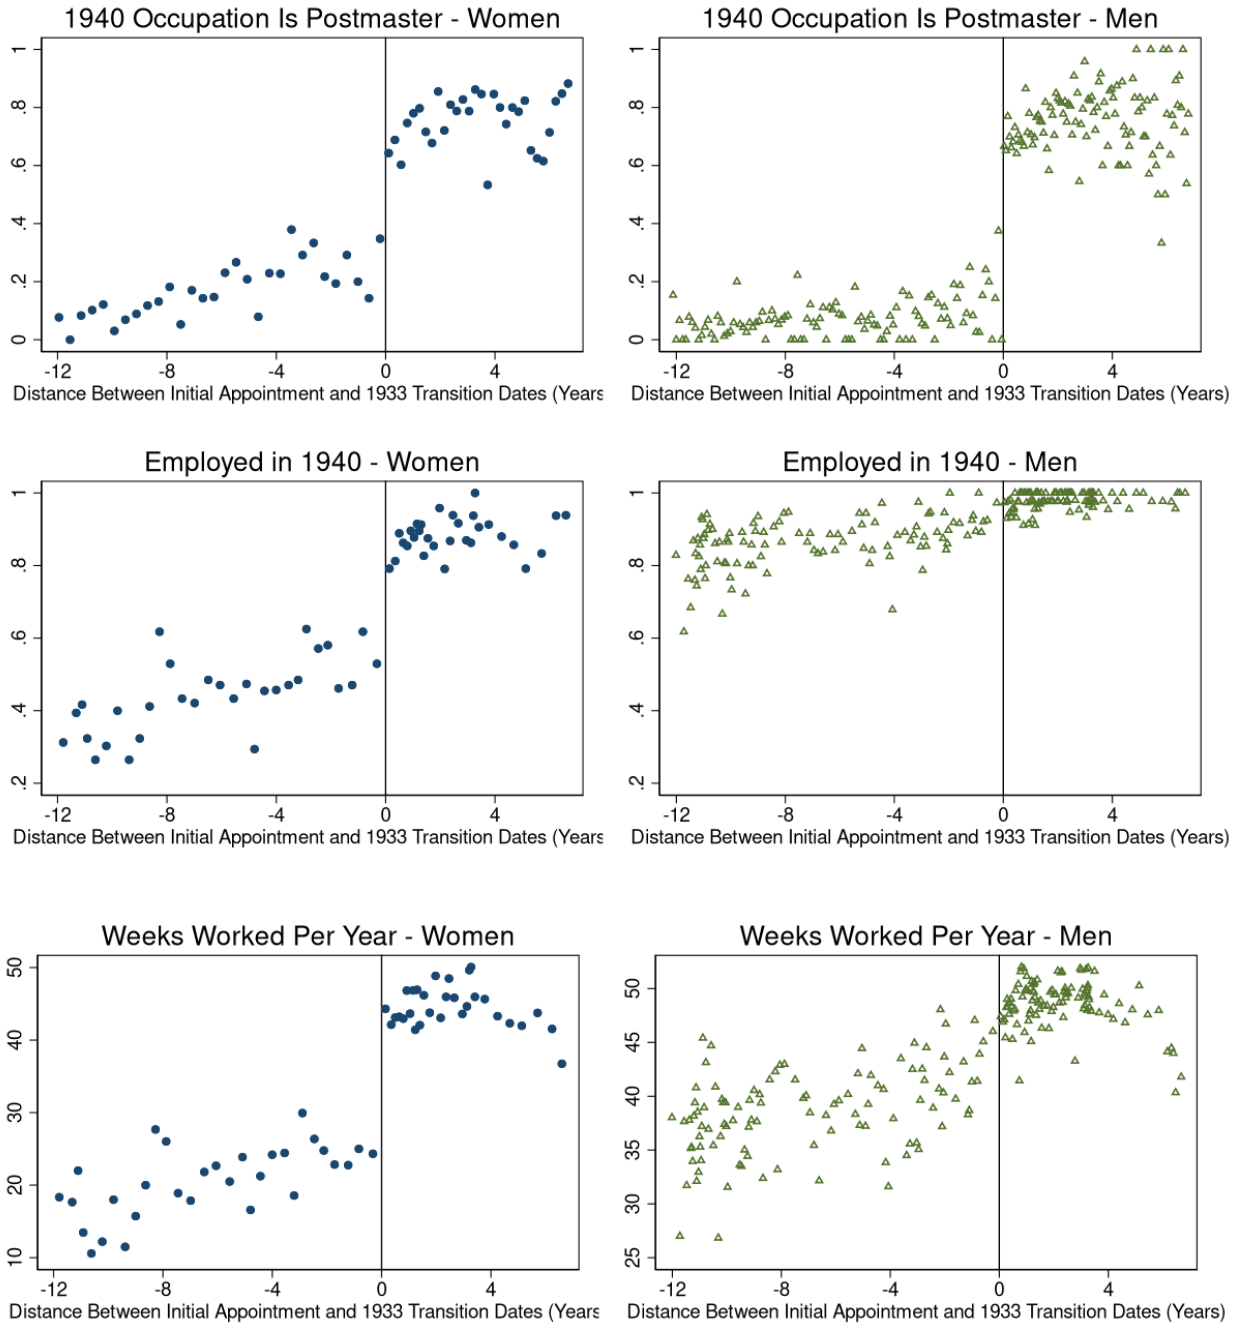 1940 Occupation Is Postmaster - Women
1
.8
.6
.4
.2
0
-12 -8 -4 0 4
Distance Between Initial Appointment and 1933 Transition Dates (Years
1940 Occupation Is Postmaster - Men
1
.8
.6
.4
.2
0
-12 -8 -4 0 4
Distance Between Initial Appointment and 1933 Transition Dates (Years)
Employed in 1940 - Women
1
.8
.6
.4
.2
-12 -8 -4 0 4
Distance Between Initial Appointment and 1933 Transition Dates (Years
Employed in 1940 - Men
1
.8
.6
.4
.2
-12 -8 -4 0 4
Distance Between Initial Appointment and 1933 Transition Dates (Years)
Weeks Worked Per Year - Women
50
40
30
20
10
-12 -8 -4 0 4
Distance Between Initial Appointment and 1933 Transition Dates (Years
Weeks Worked Per Year - Men
50
45
40
35
30
25
-12 -8 -4 0 4
Distance Between Initial Appointment and 1933 Transition Dates (Years)